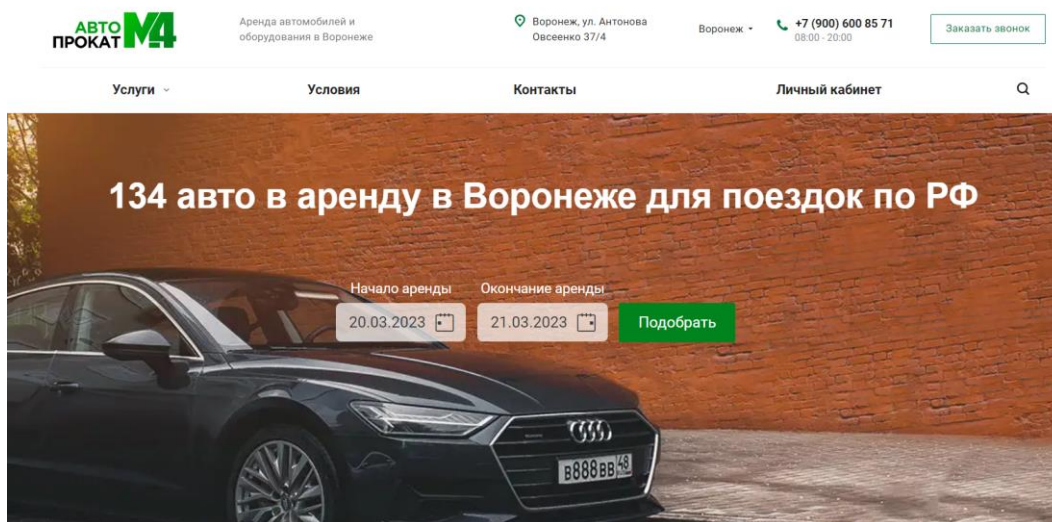 АВТО
ПРОКАТ М4
Аренда автомобилей и
оборудования в Воронеже
Воронеж, ул. Антонова
Овсеенко 37/4
Воронеж
+7 (900) 600 85 71
08:00 - 20:00
Заказать звонок
Услуги
Условия
Контакты
Личный кабинет
134 авто в аренду в Воронеже для поездок по РФ
Начало аренды
Окончание аренды
20.03.2023
21.03.2023
Подобрать
В888ВВ 48